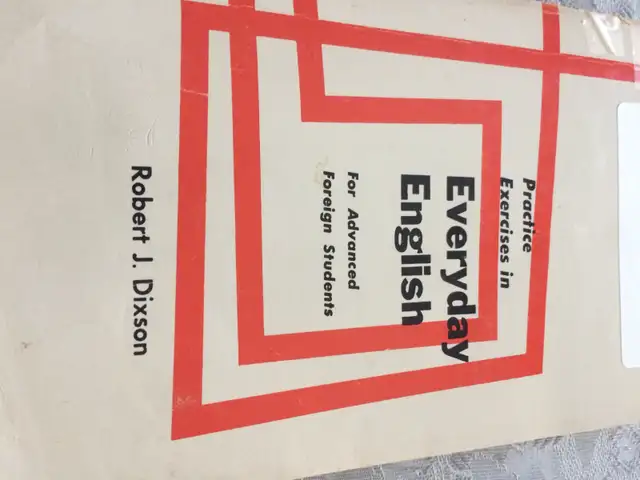 Practice
Exercises in
Everyday
English
For Advanced
Foreign Students
Robert J. Dixson